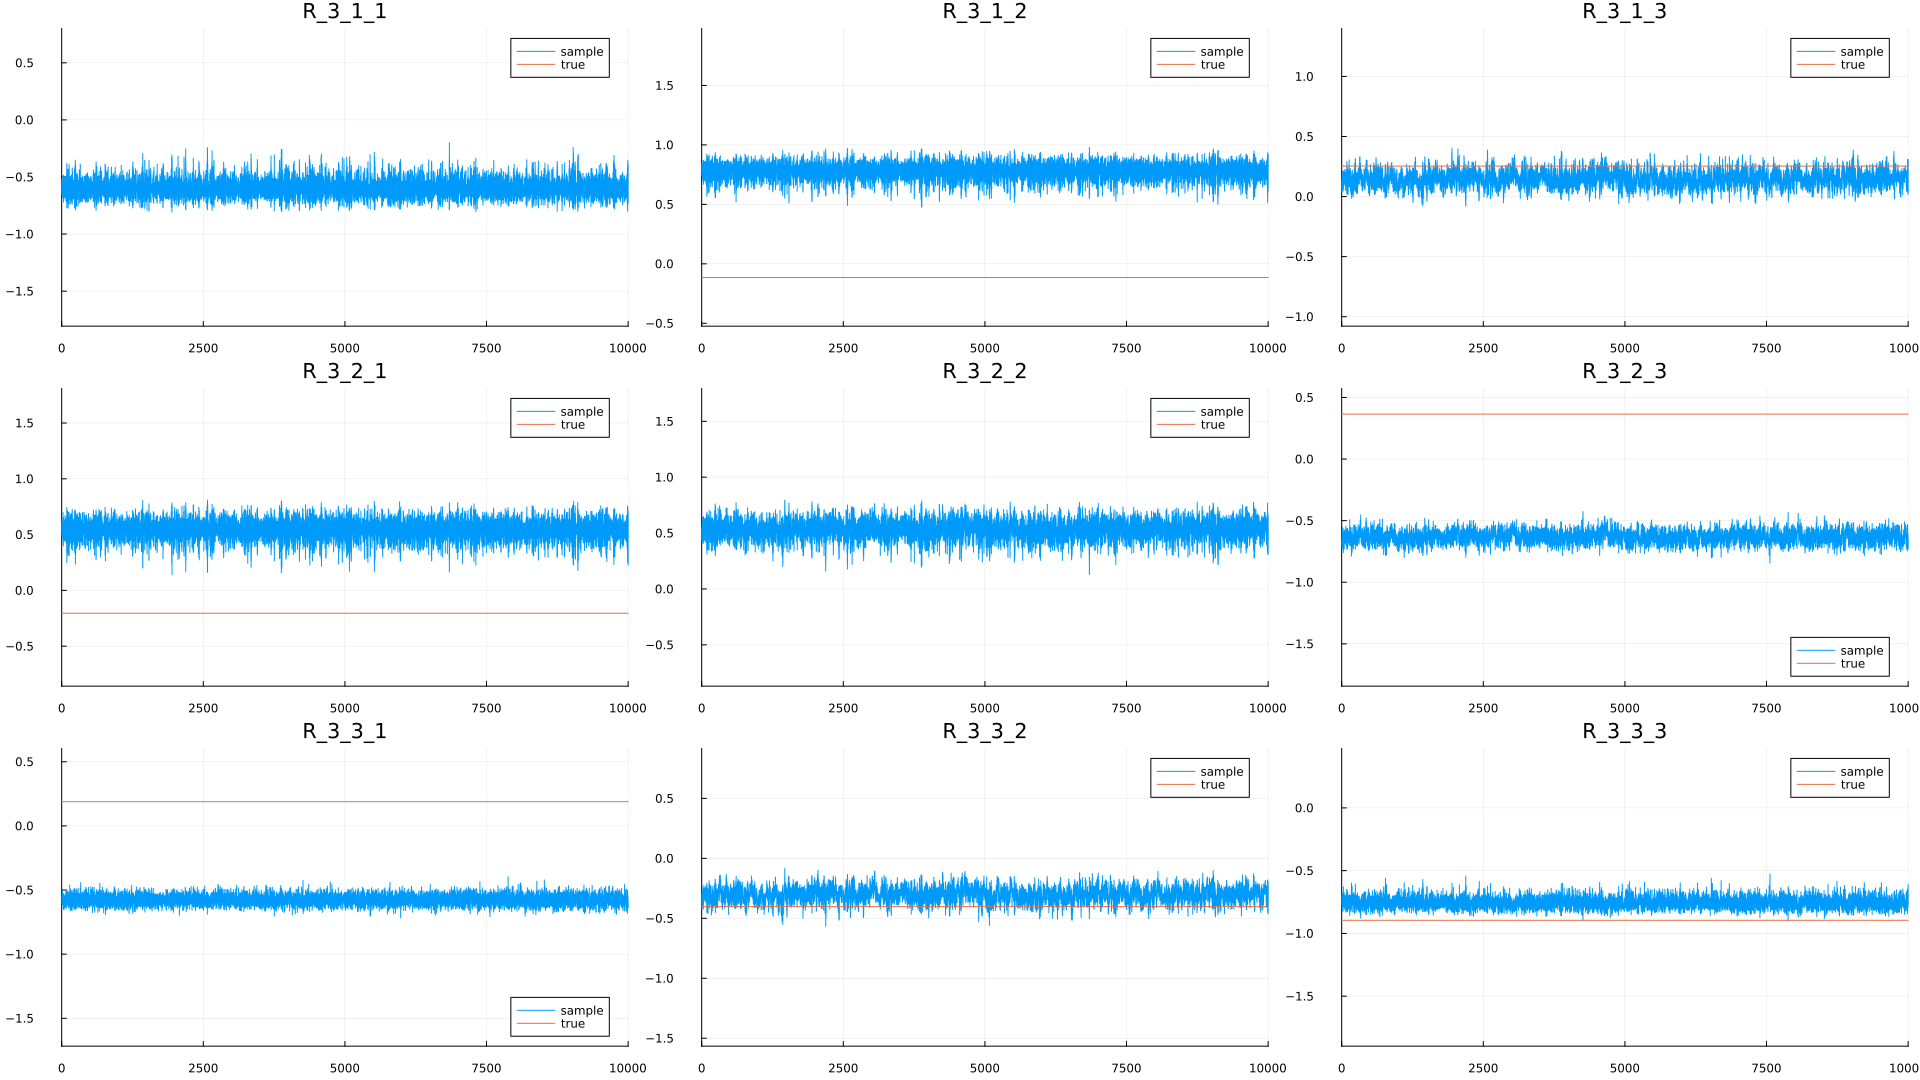 R_3_1_1 R_3_1_2 R_3_1_3
sample sample sample
true true true
0.5 1.5 1.0
0.0 1.0 0.5
−0.5 0.5 0.0
−1.0 0.0 −0.5
−1.5 −0.5 −1.0
0 2500 5000 7500 10000 0 2500 5000 7500 10000 0 2500 5000 7500 1000
R_3_2_1 R_3_2_2 R_3_2_3
sample sample
true true
1.5 1.5 0.5
1.0 1.0 0.0
0.5 0.5 −0.5
0.0 0.0 −1.0
−0.5 −0.5 −1.5
sample
true
0 2500 5000 7500 10000 0 2500 5000 7500 10000 0 2500 5000 7500 1000
R_3_3_1 R_3_3_2 R_3_3_3
sample sample
true true
0.5 0.5 0.0
0.0 0.0 −0.5
−0.5 −0.5 −1.0
−1.0 −1.0 −1.5
−1.5 −1.5
sample
true
0 2500 5000 7500 10000 0 2500 5000 7500 10000 0 2500 5000 7500 1000